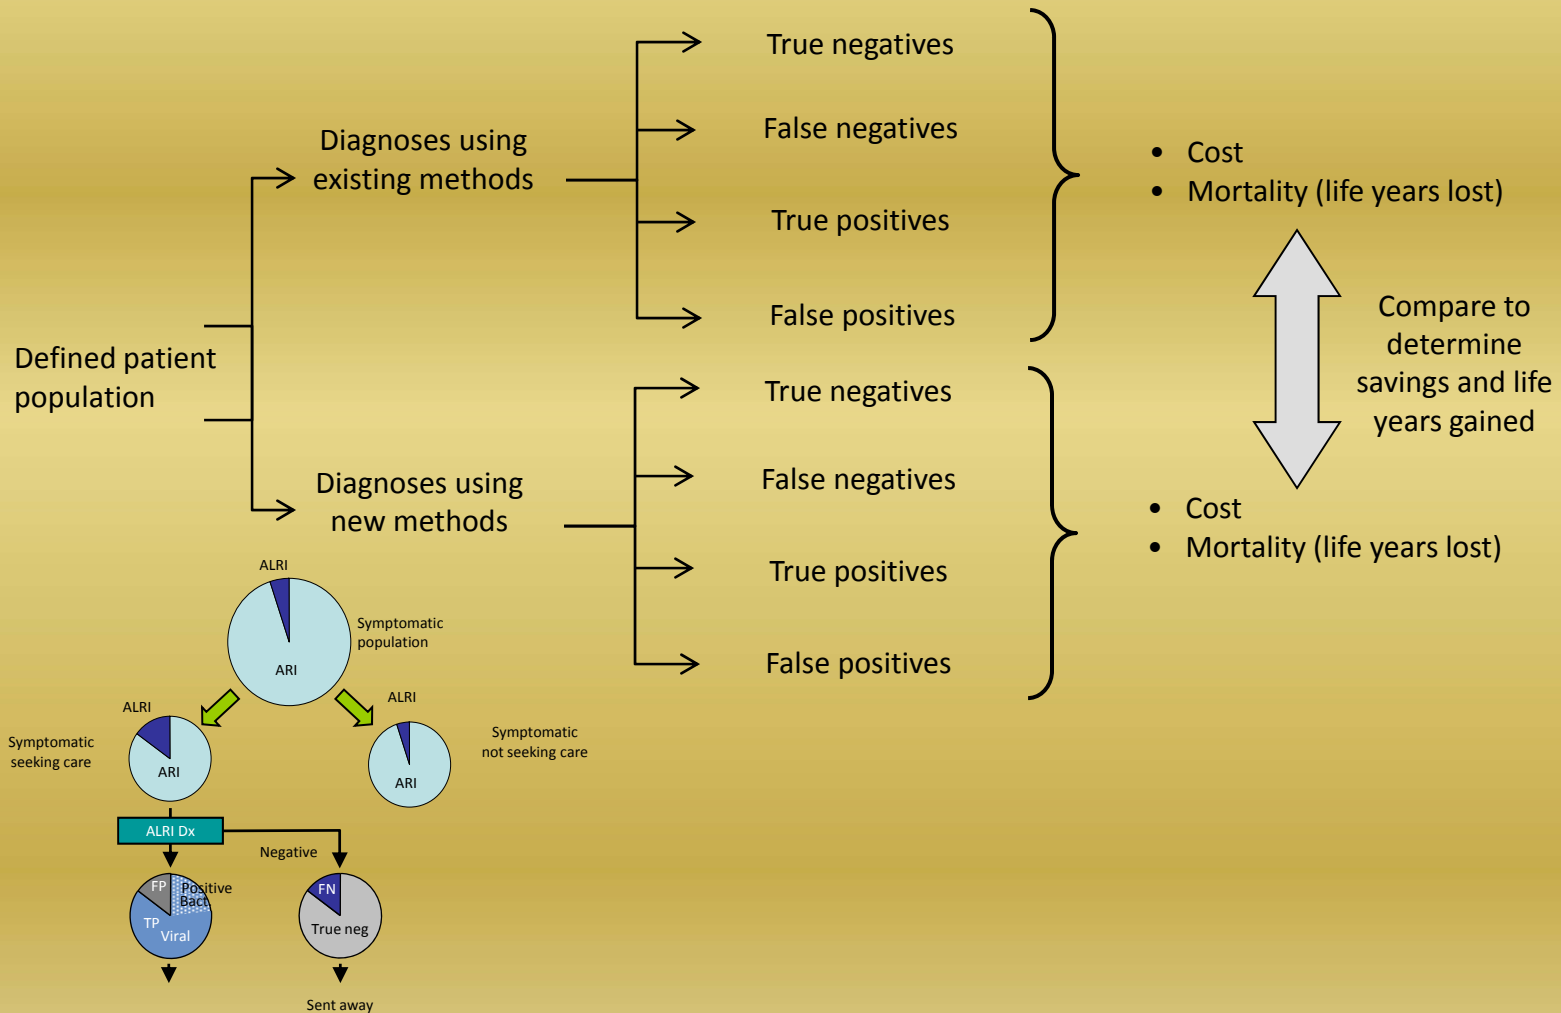 Defined patient
population
Diagnoses using
existing methods
True negatives
False negatives
True positives
False positives
• Cost
• Mortality (life years lost)
Compare to
determine
savings and life
years gained
Diagnoses using
new methods
True negatives
False negatives
True positives
False positives
• Cost
• Mortality (life years lost)
ALRI
Symptomatic
population
ARI
ALRI
Symptomatic
seeking care
ARI
ALRI
Symptomatic
not seeking care
ARI
ALRI Dx
Negative
FP
Positive
Bact.
TP
Viral
FN
True neg
Sent away